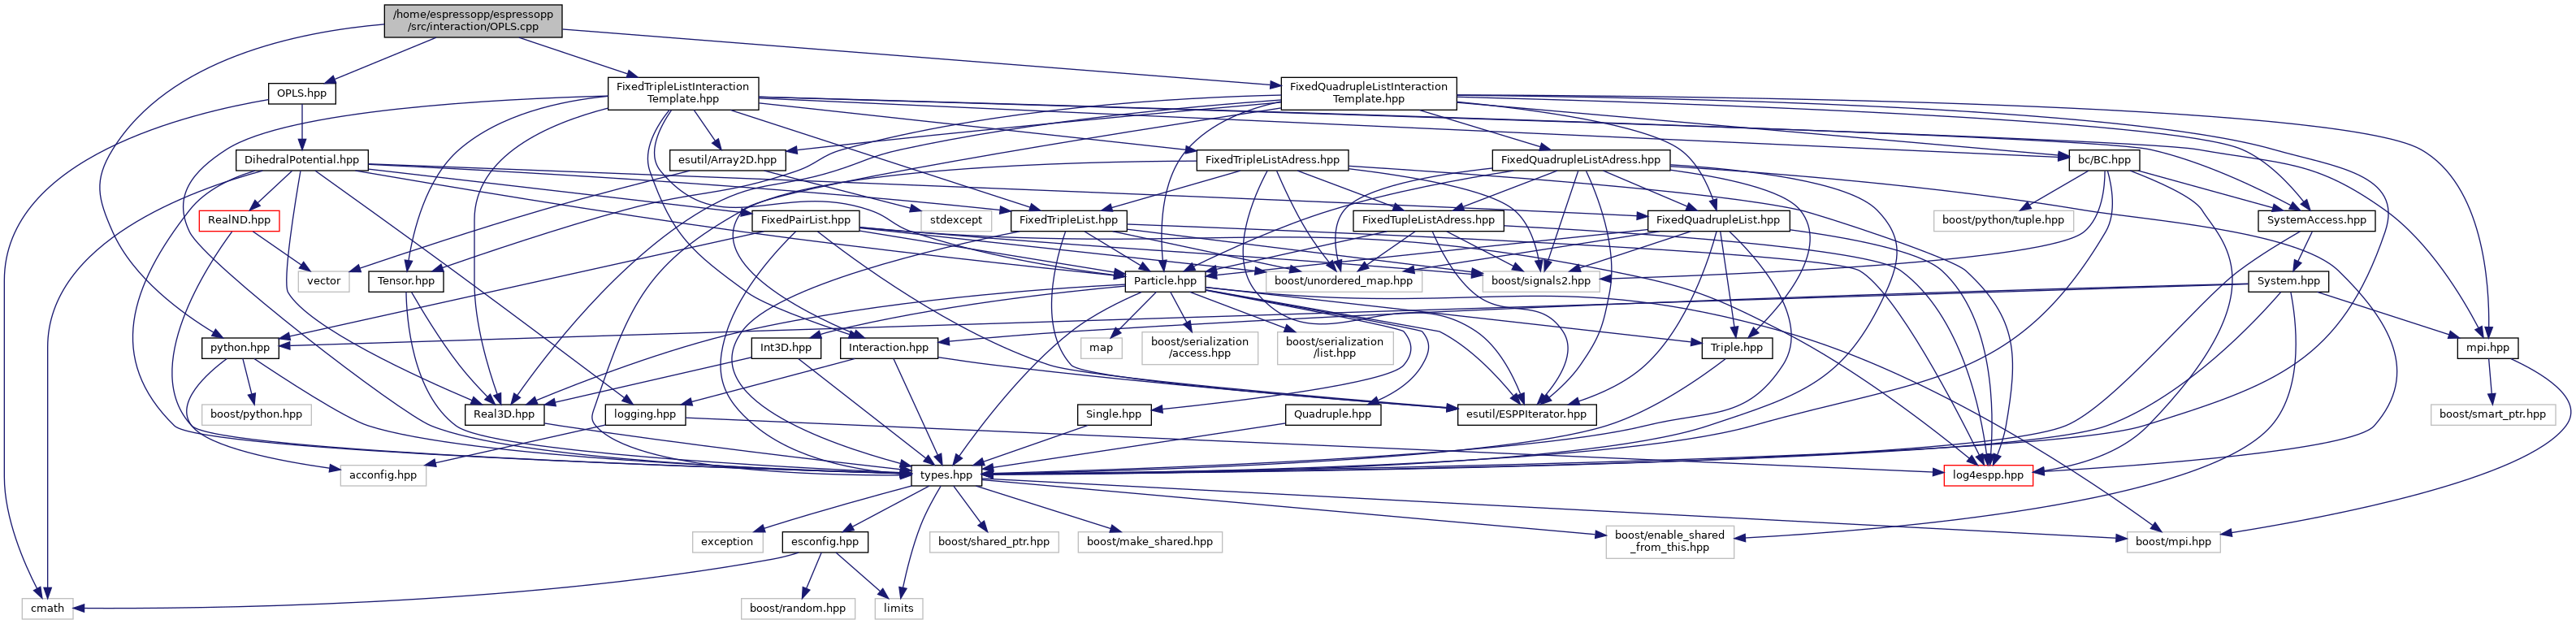 /home/espressopp/espressopp
/src/interaction/OPLS.cpp
OPLS.hpp
FixedTripleListInteraction
Template.hpp
FixedQuadrupleListInteraction
Template.hpp
DihedralPotential.hpp
esutil/Array2D.hpp
FixedTripleListAdress.hpp
FixedQuadrupleListAdress.hpp
bc/BC.hpp
RealND.hpp
FixedPairList.hpp
stdexcept
FixedTripleList.hpp
FixedTupleListAdress.hpp
FixedQuadrupleList.hpp
boost/python/tuple.hpp
SystemAccess.hpp
vector
Tensor.hpp
Particle.hpp
boost/unordered_map.hpp
boost/signals2.hpp
System.hpp
python.hpp
Int3D.hpp
Interaction.hpp
map
boost/serialization
/access.hpp
boost/serialization
/list.hpp
Triple.hpp
mpi.hpp
boost/python.hpp
Real3D.hpp
logging.hpp
Single.hpp
Quadruple.hpp
esutil/ESPPIterator.hpp
boost/smart_ptr.hpp
acconfig.hpp
types.hpp
log4espp.hpp
exception
esconfig.hpp
boost/shared_ptr.hpp
boost/make_shared.hpp
boost/enable_shared
_from_this.hpp
boost/mpi.hpp
cmath
boost/random.hpp
limits